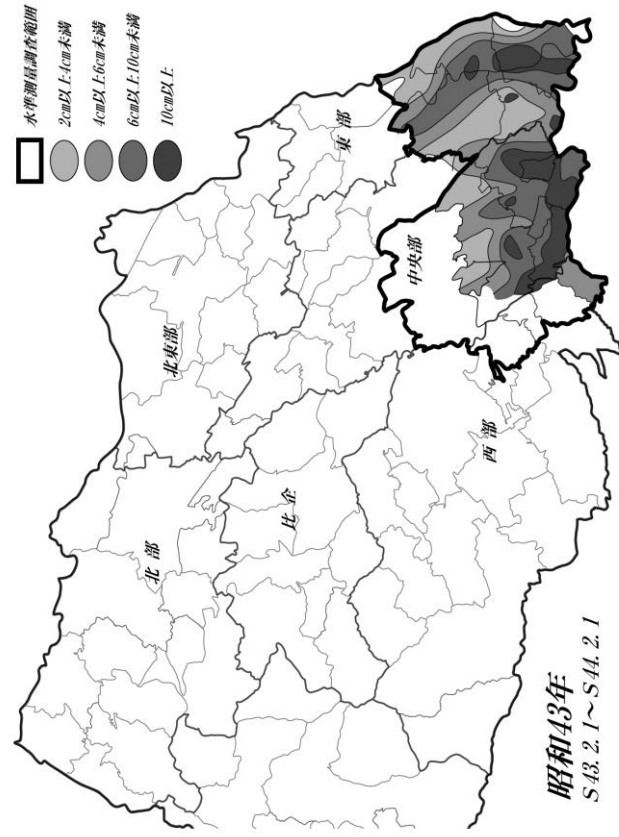 水準測量調査範囲
2cm以上4cm未満
4cm以上6cm未満
6cm以上10cm未満
10cm以上
北部
北東部
東部
比企
中央部
西部
昭和43年
S43.2.1～S44.2.1